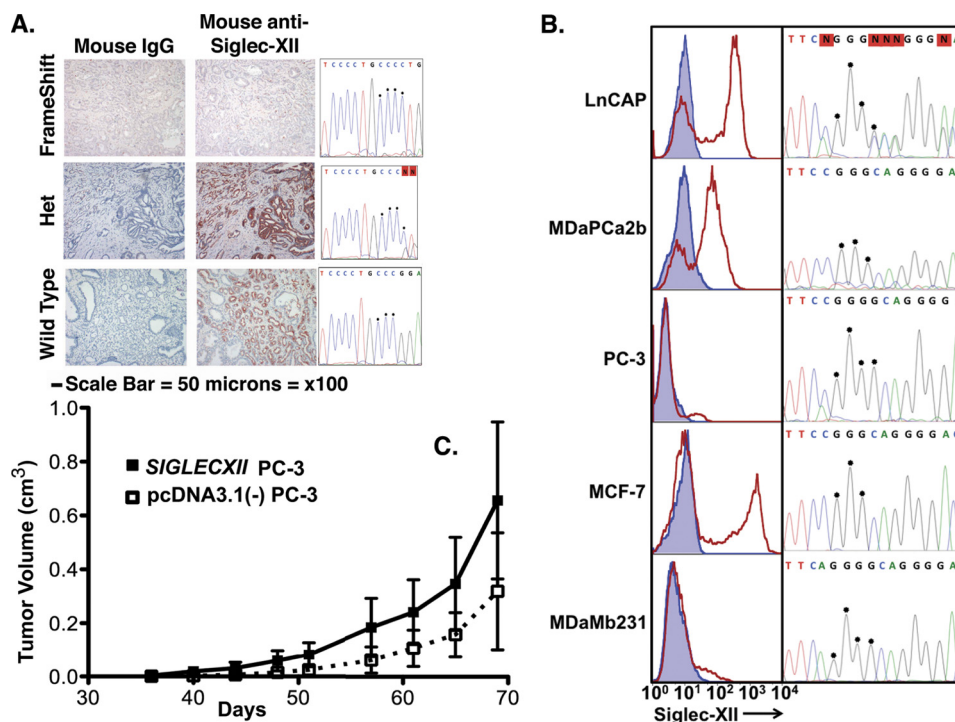 A.
Mouse IgG
Mouse anti-
Siglec-XII
FrameShift
T C C C C T G C C C C T G
Het
T C C C C T G C C C N N
Wild Type
T C C C C T G C C C G G A
Scale Bar = 50 microns = x100
C.
Tumor Volume (cm3)
1.0
0.8
0.6
0.4
0.2
0.0
SIGLECXII PC-3
pcDNA3.1(-) PC-3
30 40 50 60 70
Days
B.
LnCAP
T T C N G G G N N N G G G N A
MDaPCa2b
T T C C G G G C A G G G G A
PC-3
T T C C G G G G C A G G G G
MCF-7
T T C C G G G C A G G G G A C
MDaMb231
T T C A G G G G C A G G G G A
10⁰ 10¹ 10² 10³ 10⁴
Siglec-XII